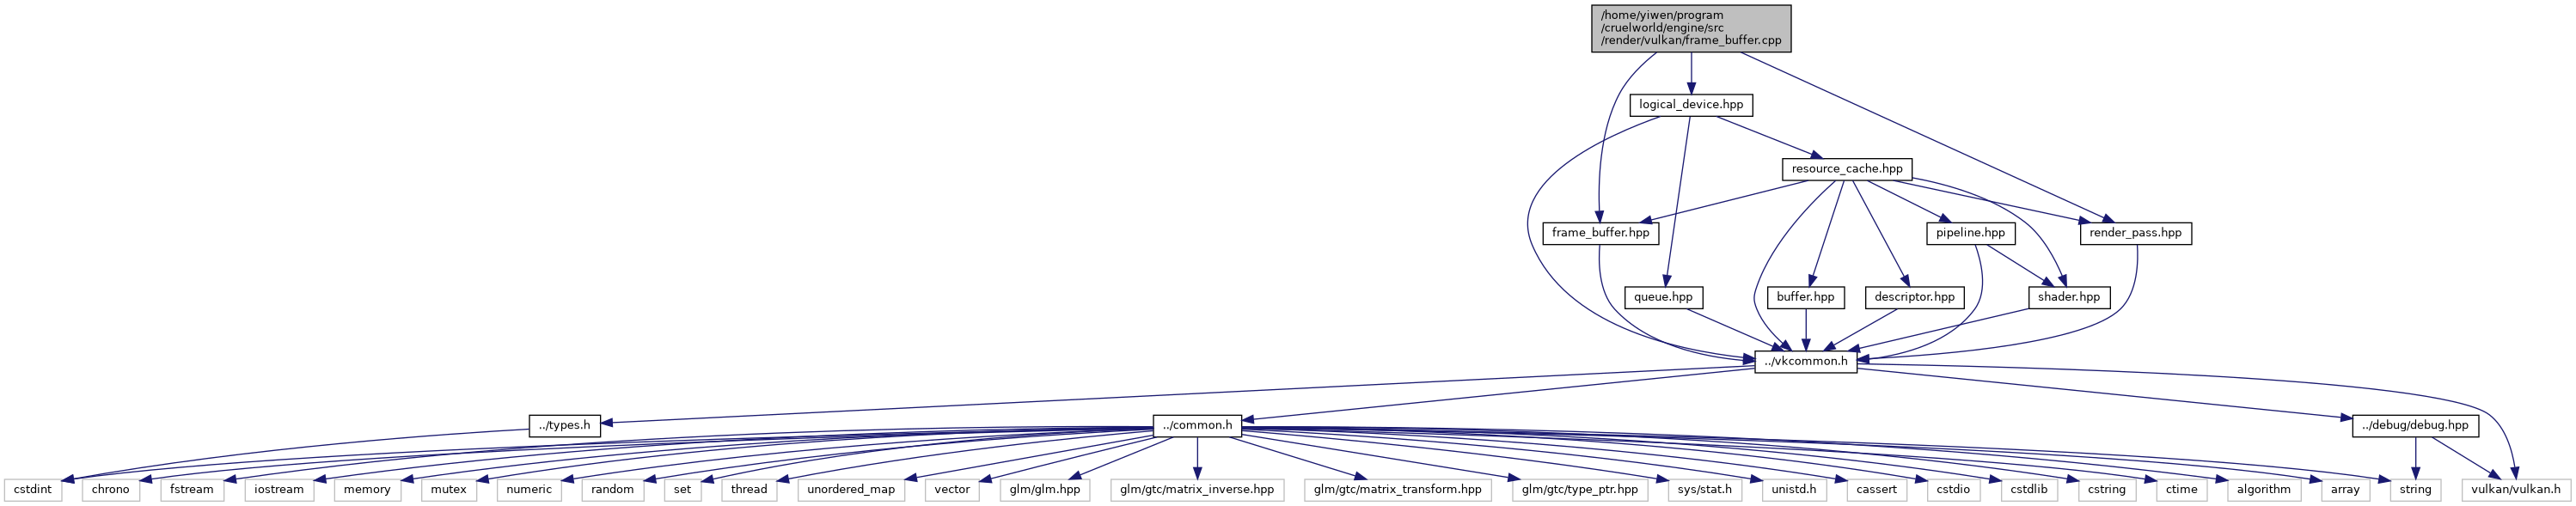 /home/yiwen/program
/cruelworld/engine/src
/render/vulkan/frame_buffer.cpp
logical_device.hpp
resource_cache.hpp
frame_buffer.hpp
pipeline.hpp
render_pass.hpp
queue.hpp
buffer.hpp
descriptor.hpp
shader.hpp
../vkcommon.h
../types.h
../common.h
../debug/debug.hpp
cstdint
chrono
fstream
iostream
memory
mutex
numeric
random
set
thread
unordered_map
vector
glm/glm.hpp
glm/gtc/matrix_inverse.hpp
glm/gtc/matrix_transform.hpp
glm/gtc/type_ptr.hpp
sys/stat.h
unistd.h
cassert
cstdio
cstdlib
cstring
ctime
algorithm
array
string
vulkan/vulkan.h